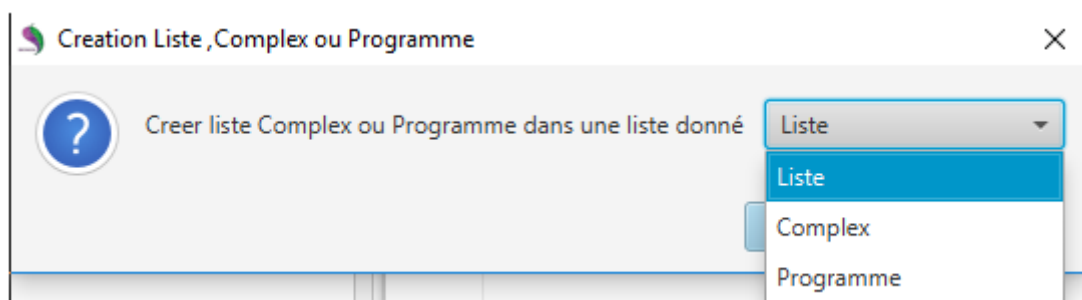 Creation Liste ,Complex ou Programme
Creer liste Complex ou Programme dans une liste donné
Liste
Liste
Complex
Programme